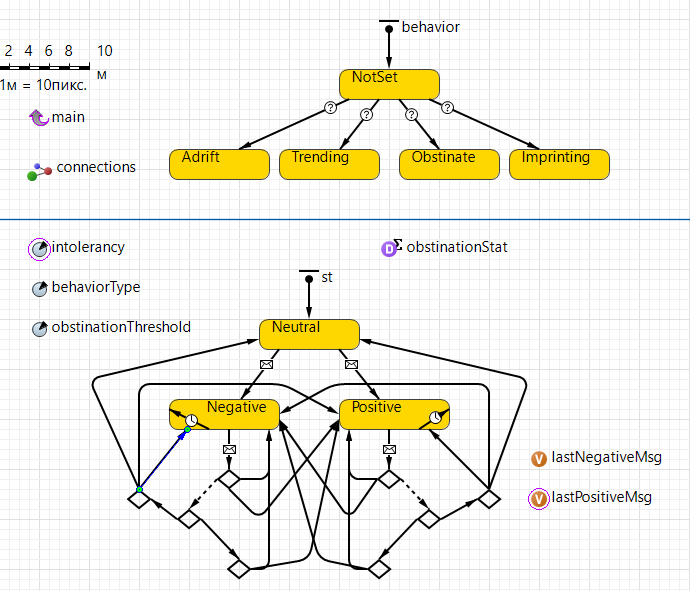 behavior
2 4 6 8 10
м
1м = 10пикс.
NotSet
? ? ? ?
main
connections
Adrift Trending Obstinate Imprinting
intolerancy
D Σ obstinationStat
behaviorType
st
obstinationThreshold
Neutral
Negative Positive
V lastNegativeMsg
V lastPositiveMsg